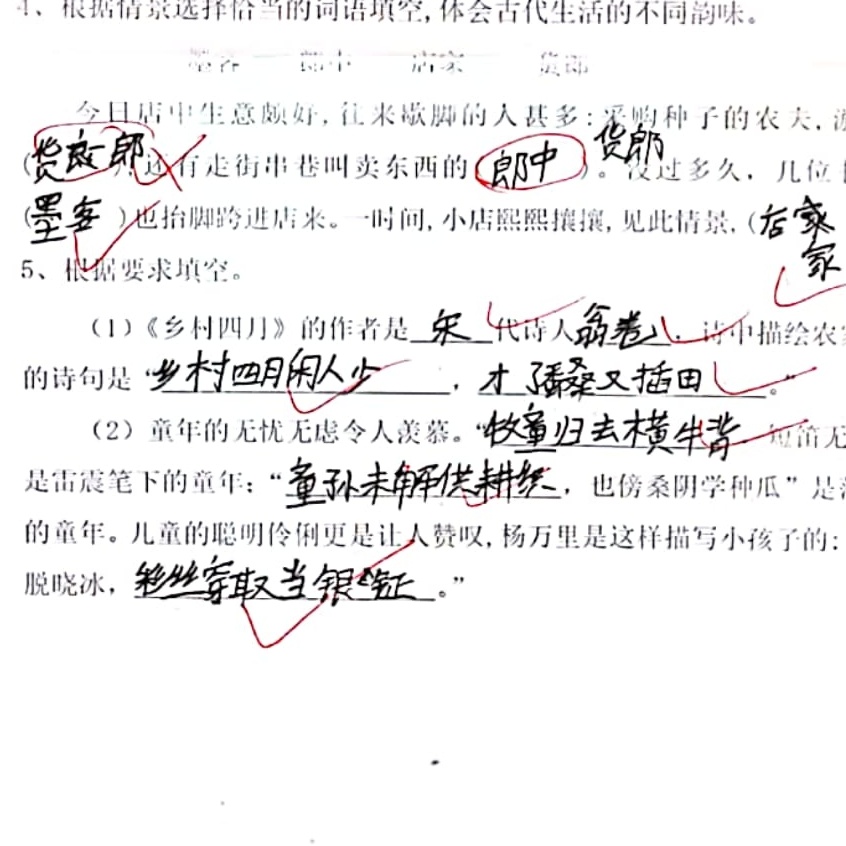 4、根据情景选择恰当的词语填空,体会古代生活的不同韵味。
墨客 郎中 店家 货郎
今日店中生意颇好,往来歇脚的人甚多:采购种子的农夫,游
(货郎),还有走街串巷叫卖东西的(郎中)。没过多久,几位
货郎
(墨客)也抬脚跨进店来。一时间,小店熙熙攘攘,见此情景,(店家
家
5、根据要求填空。
(1)《乡村四月》的作者是宋代诗人翁卷,诗中描绘农
的诗句是“乡村四月闲人少,才播桑又插田。”
(2)童年的无忧无虑令人羡慕。“牧童归去横牛背,短笛无
是雷震笔下的童年;“童孙未解供耕织,也傍桑阴学种瓜”是
的童年。儿童的聪明伶俐更是让人赞叹,杨万里是这样描写小孩子的:
脱晓冰,彩丝穿取当银钲。”